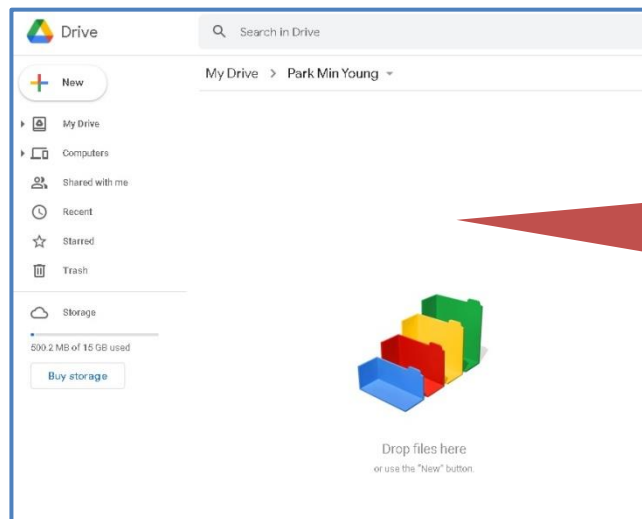 Drive
Search in Drive
New
My Drive > Park Min Young
My Drive
Computers
Shared with me
Recent
Starred
Trash
Storage
500.2 MB of 15 GB used
Buy storage
Drop files here
or use the "New" button.